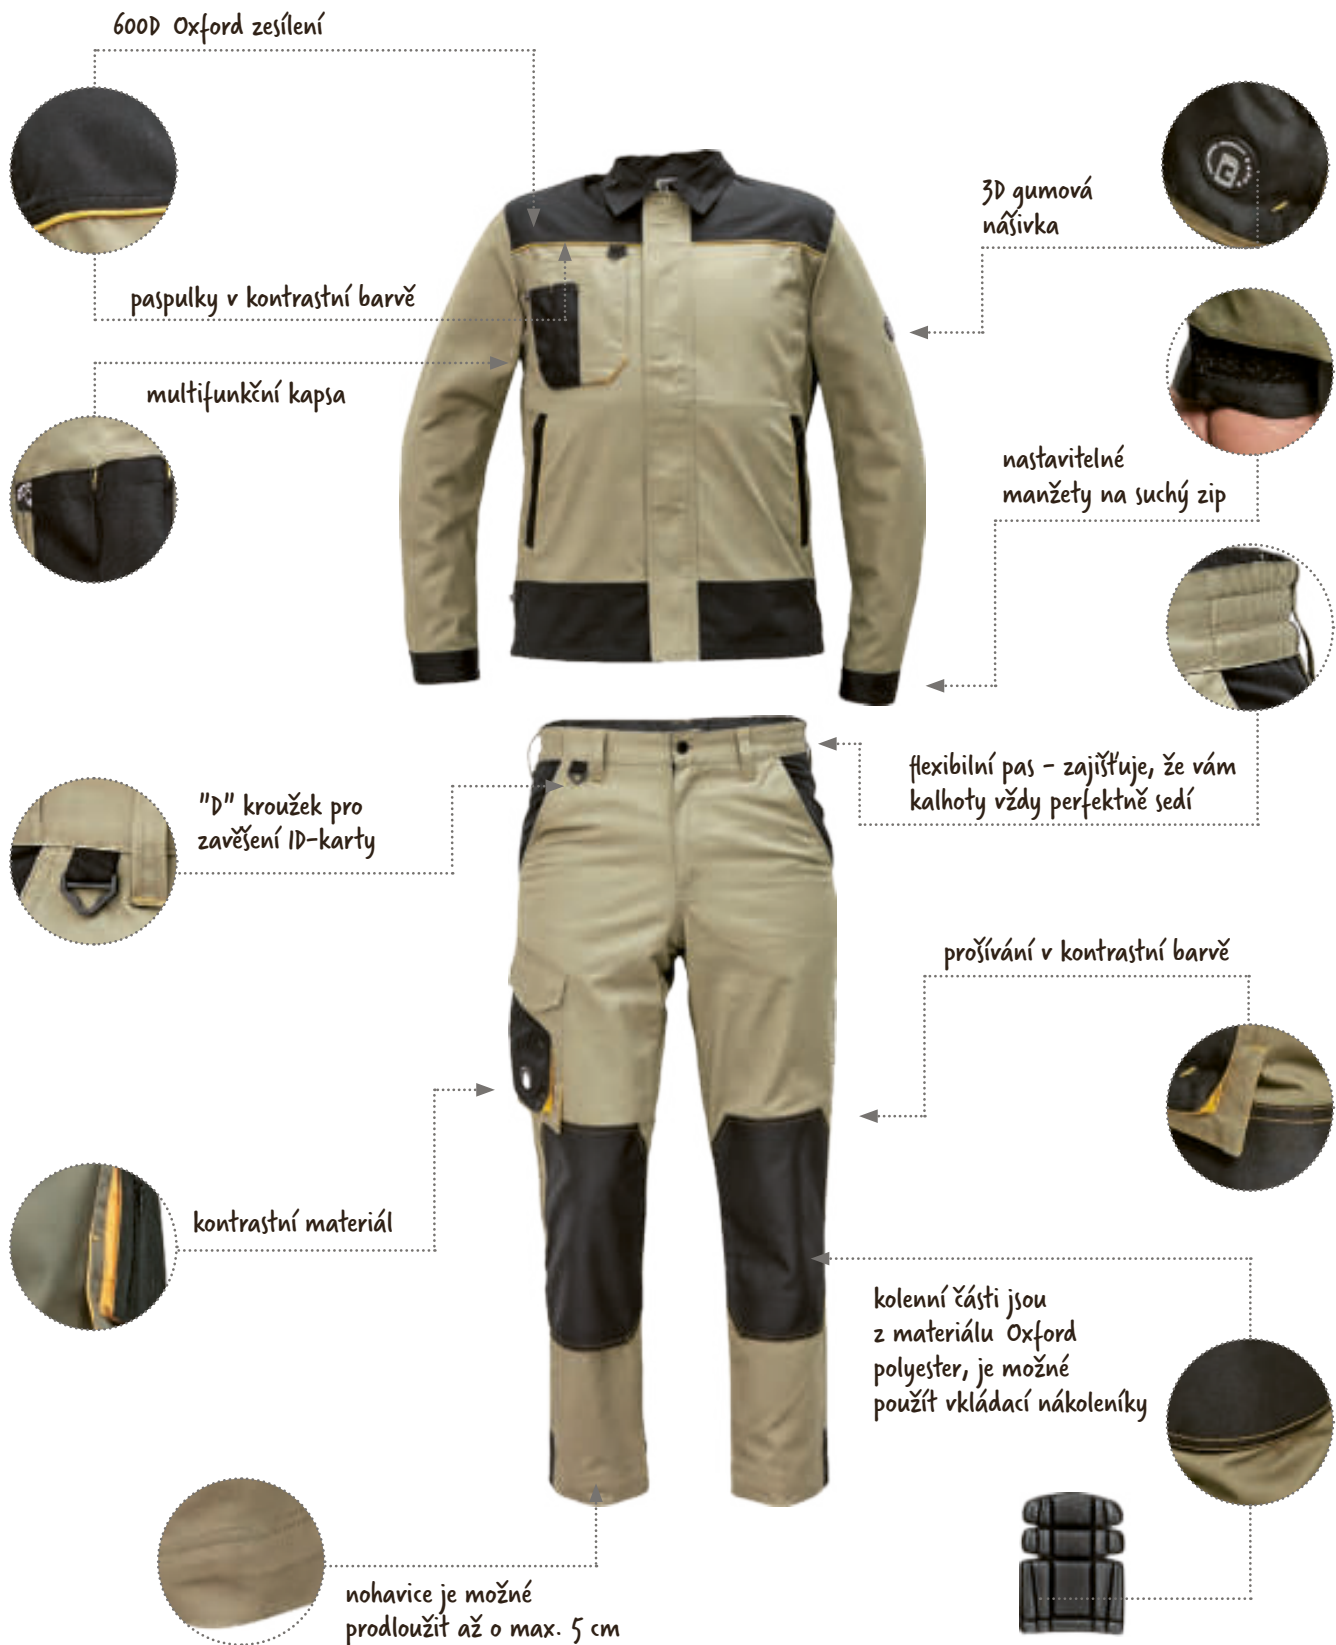 600D Oxford zesílení
3D gumová
nášivka
paspulky v kontrastní barvě
multifunkční kapsa
nastavitelné
manžety na suchý zip
flexibilní pas - zajišťuje, že vám
kalhoty vždy perfektně sedí
"D" kroužek pro
zavěšení ID-karty
prošívání v kontrastní barvě
kontrastní materiál
kolenní části jsou
z materiálu Oxford
polyester, je možné
použít vkládací nákoleníky
nohavice je možné
prodloužit až o max. 5 cm